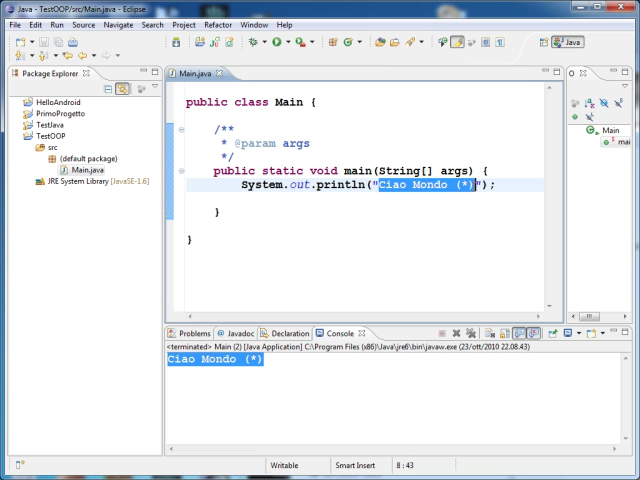 Java - TestOOP/src/Main.java - Eclipse
File Edit Run Source Navigate Search Project Refactor Window Help
Java
Package Explorer
HelloAndroid
PrimoProgetto
TestJava
TestOOP
src
(default package)
Main.java
JRE System Library [JavaSE-1.6]
Main.java
public class Main {
/**
* @param args
*/
public static void main(String[] args) {
System.out.println("Ciao Mondo (*)");
}
}
O
Main
mai
Problems Javadoc Declaration Console
<terminated> Main (2) [Java Application] C:\Program Files (x86)\Java\jre6\bin\javaw.exe (23/ott/2010 22.08.43)
Ciao Mondo (*)
Writable Smart Insert 8 : 43